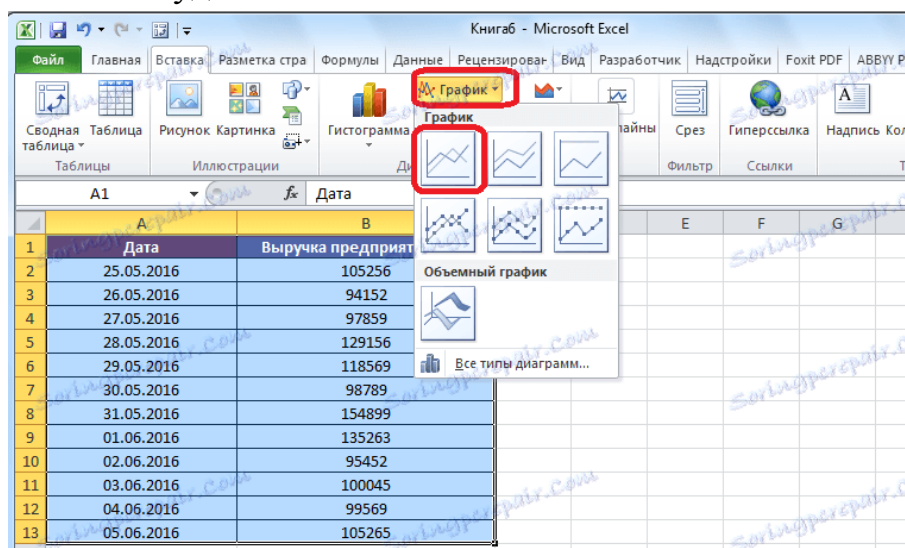 Книга6 - Microsoft Excel
Файл Главная Вставка Разметка стра Формулы Данные Рецензирован Вид Разработчик Надстройки Foxit PDF ABBYY P
График
Сводная таблица Таблица Рисунок Картинка Гистограмма айны Срез Гиперссылка Надпись Кол
Таблицы Иллюстрации Ди Фильтр Ссылки Т
График
Объемный график
Все типы диаграмм...
A1 fx Дата
A B E F G
1 Дата Выручка предприят
2 25.05.2016 105256
3 26.05.2016 94152
4 27.05.2016 97859
5 28.05.2016 129156
6 29.05.2016 118569
7 30.05.2016 98789
8 31.05.2016 154899
9 01.06.2016 135263
10 02.06.2016 95452
11 03.06.2016 100045
12 04.06.2016 99569
13 05.06.2016 105265